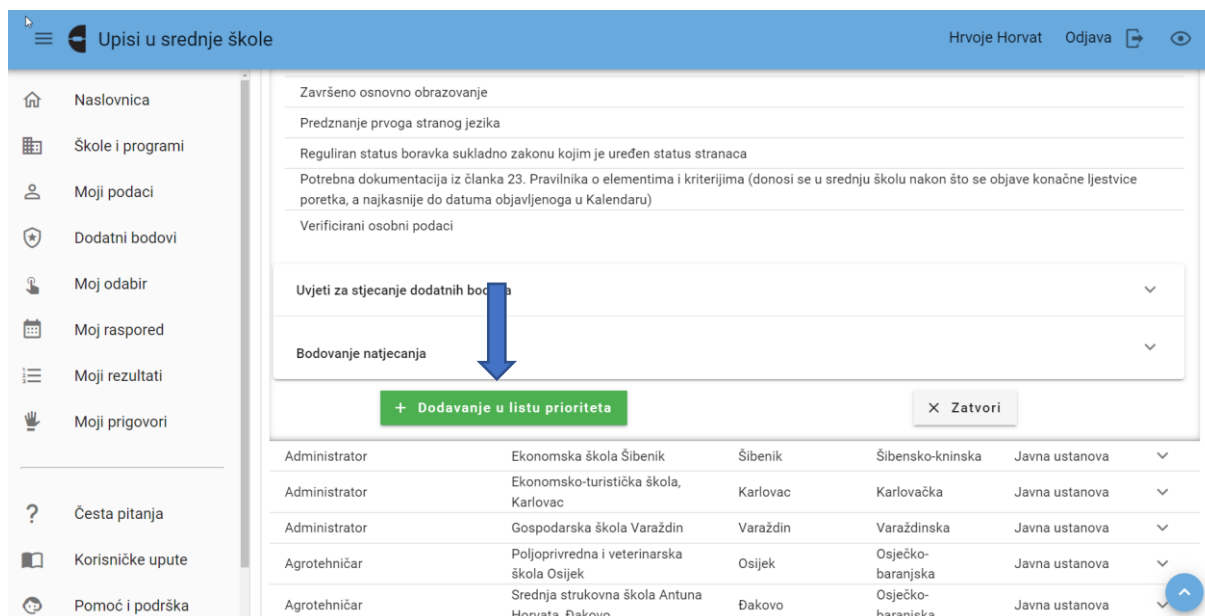 Upisi u srednje škole
Hrvoje Horvat Odjava
Naslovnica
Škole i programi
Moji podaci
Dodatni bodovi
Moj odabir
Moj raspored
Moji rezultati
Moji prigovori
Česta pitanja
Korisničke upute
Pomoć i podrška
Završeno osnovno obrazovanje
Predznanje prvoga stranog jezika
Reguliran status boravka sukladno zakonu kojim je uređen status stranaca
Potrebna dokumentacija iz članka 23. Pravilnika o elementima i kriterijima (donosi se u srednju školu nakon što se objave konačne ljestvice
poretka, a najkasnije do datuma objavljenoga u Kalendaru)
Verificirani osobni podaci
Uvjeti za stjecanje dodatnih
Bodovanje natjecanja
+ Dodavanje u listu prioriteta
× Zatvori
Administrator Ekonomska škola Šibenik Šibenik Šibensko-kninska Javna ustanova
Administrator Ekonomsko-turistička škola,
Karlovac Karlovac Karlovačka Javna ustanova
Administrator Gospodarska škola Varaždin Varaždin Varaždinska Javna ustanova
Agrotehničar Poljoprivredna i veterinarska
škola Osijek Osijek Osječko-
baranjska Javna ustanova
Agrotehničar Srednja strukovna škola Antuna
Horvata, Đakovo Đakovo Osječko-
baranjska Javna ustanova